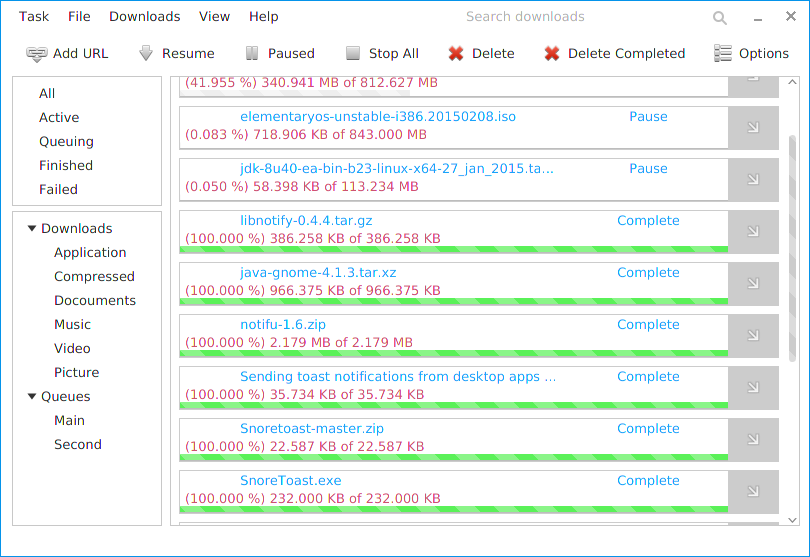 Task File Downloads View Help Search downloads
Add URL Resume Paused Stop All Delete Delete Completed Options
All
Active
Queuing
Finished
Failed
Downloads
Application
Compressed
Docouments
Music
Video
Picture
Queues
Main
Second
(41.955 %) 340.941 MB of 812.627 MB
elementaryos-unstable-i386.20150208.iso Pause
(0.083 %) 718.906 KB of 843.000 MB
jdk-8u40-ea-bin-b23-linux-x64-27_jan_2015.ta... Pause
(0.050 %) 58.398 KB of 113.234 MB
libnotify-0.4.4.tar.gz Complete
(100.000 %) 386.258 KB of 386.258 KB
java-gnome-4.1.3.tar.xz Complete
(100.000 %) 966.375 KB of 966.375 KB
notifu-1.6.zip Complete
(100.000 %) 2.179 MB of 2.179 MB
Sending toast notifications from desktop apps ... Complete
(100.000 %) 35.734 KB of 35.734 KB
Snoretoast-master.zip Complete
(100.000 %) 22.587 KB of 22.587 KB
SnoreToast.exe Complete
(100.000 %) 232.000 KB of 232.000 KB